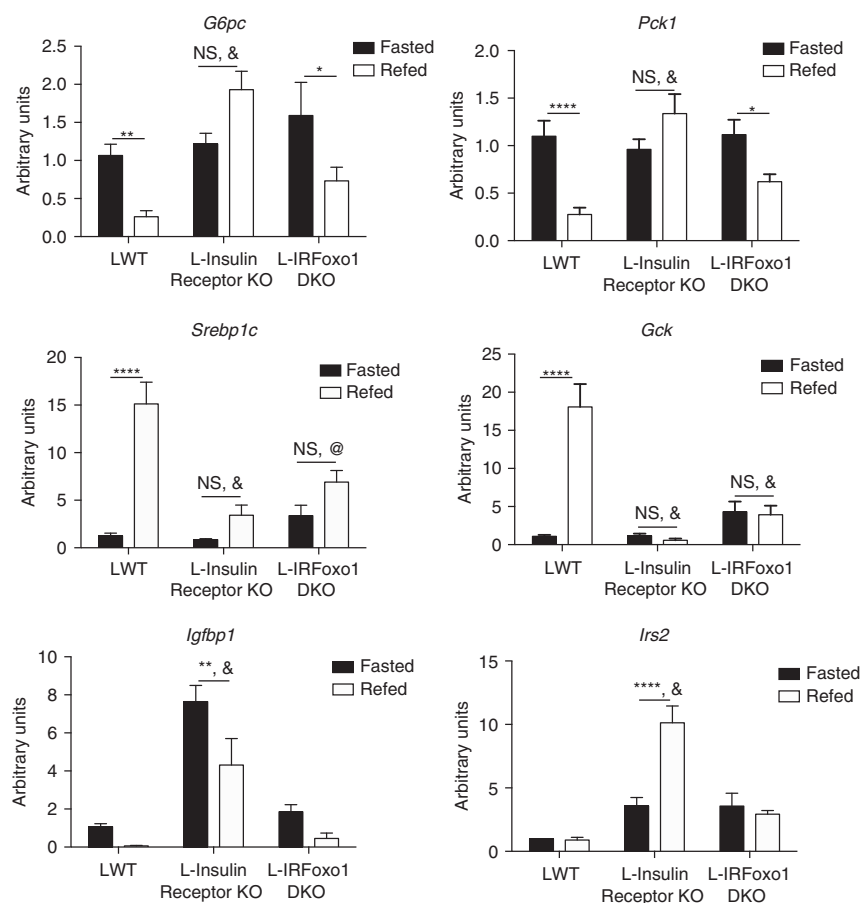 G6pc
Arbitrary units
2.5
2.0
1.5
1.0
0.5
0.0
NS, &
**
*
Fasted
Refed
LWT
L-Insulin
Receptor KO
L-IRFoxo1
DKO
Pck1
Arbitrary units
2.0
1.5
1.0
0.5
0.0
NS, &
****
*
Fasted
Refed
LWT
L-Insulin
Receptor KO
L-IRFoxo1
DKO
Srebp1c
Arbitrary units
20
15
10
5
0
****
NS, &
NS, @
Fasted
Refed
LWT
L-Insulin
Receptor KO
L-IRFoxo1
DKO
Gck
Arbitrary units
25
20
15
10
5
0
****
NS, &
NS, &
Fasted
Refed
LWT
L-Insulin
Receptor KO
L-IRFoxo1
DKO
Igfbp1
Arbitrary units
10
8
6
4
2
0
**, &
Fasted
Refed
LWT
L-Insulin
Receptor KO
L-IRFoxo1
DKO
Irs2
Arbitrary units
15
10
5
0
****, &
Fasted
Refed
LWT
L-Insulin
Receptor KO
L-IRFoxo1
DKO